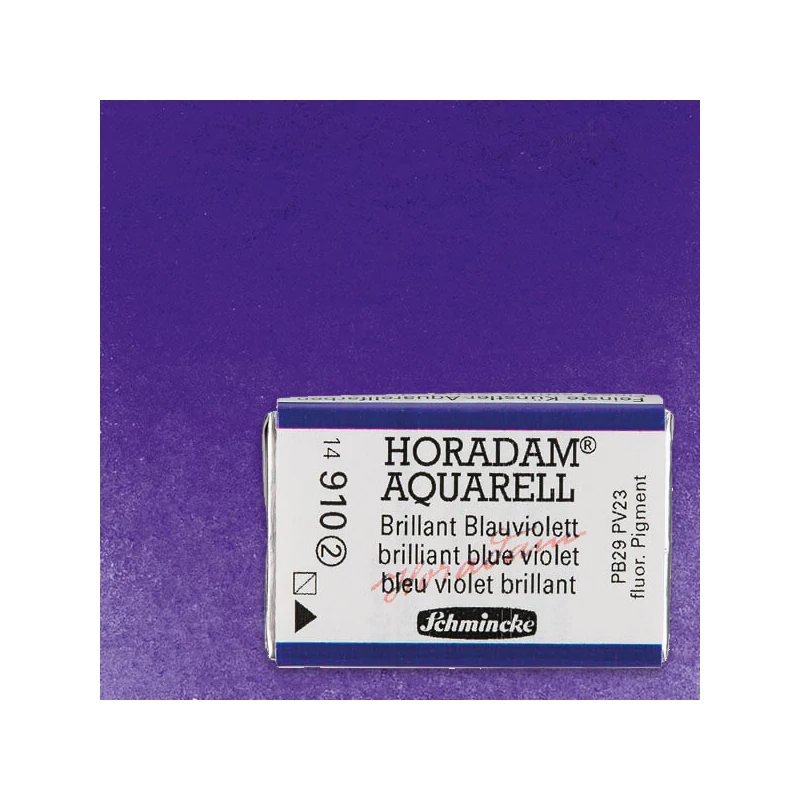 Feinste Künstler-Aquarellfarben
14 910 2
HORADAM®
AQUARELL
Brillant Blauviolett
brilliant blue violet
bleu violet brillant
Horadam
Schmincke
PB29 PV23
fluor. Pigment